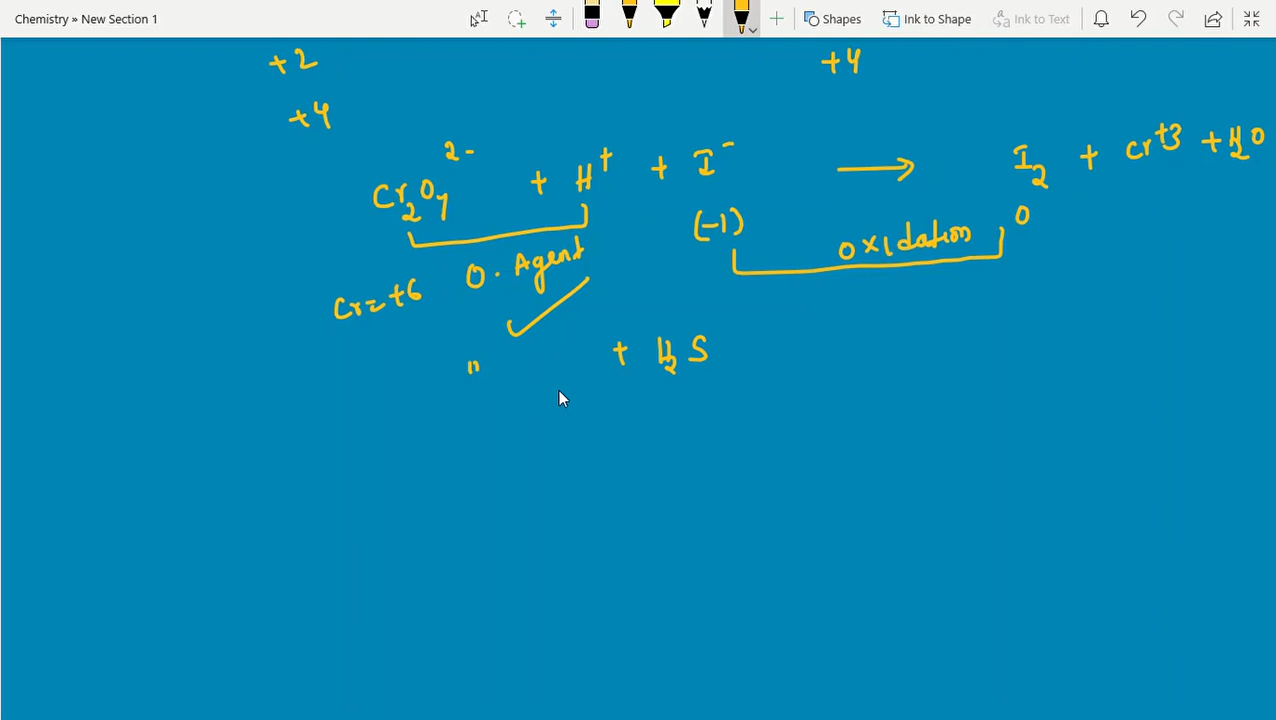 Chemistry » New Section 1
Shapes
Ink to Shape
Ink to Text
+2 +4
+4
Cr2O7 2- + H+ + I- → I2 + Cr+3 + H2O
(-1) Oxidation 0
Cr=+6 O. Agent
" + H2S